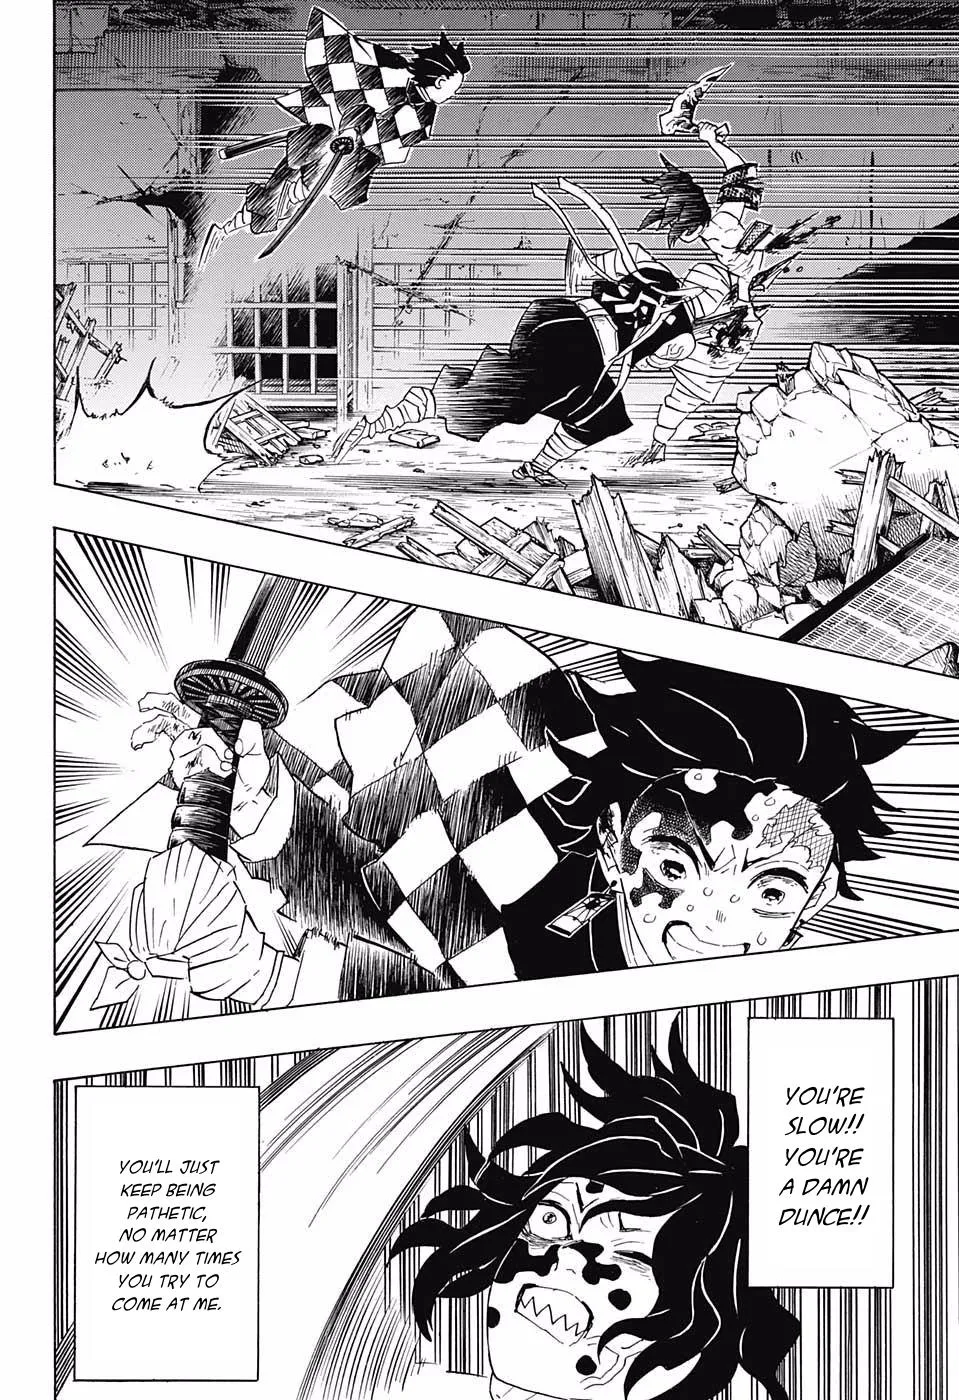 YOU'RE
SLOW!!
YOU'RE
A DAMN
DUNCE!!
YOU'LL JUST
KEEP BEING
PATHETIC,
NO MATTER
HOW MANY TIMES
YOU TRY TO
COME AT ME.